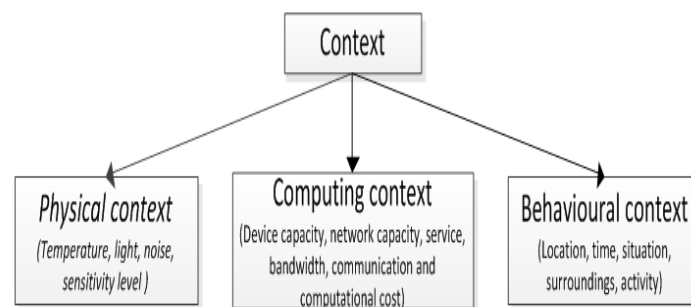 Context
Physical context
(Temperature, light, noise,
sensitivity level )
Computing context
(Device capacity, network capacity, service,
bandwidth, communication and
computational cost)
Behavioural context
(Location, time, situation,
surroundings, activity)